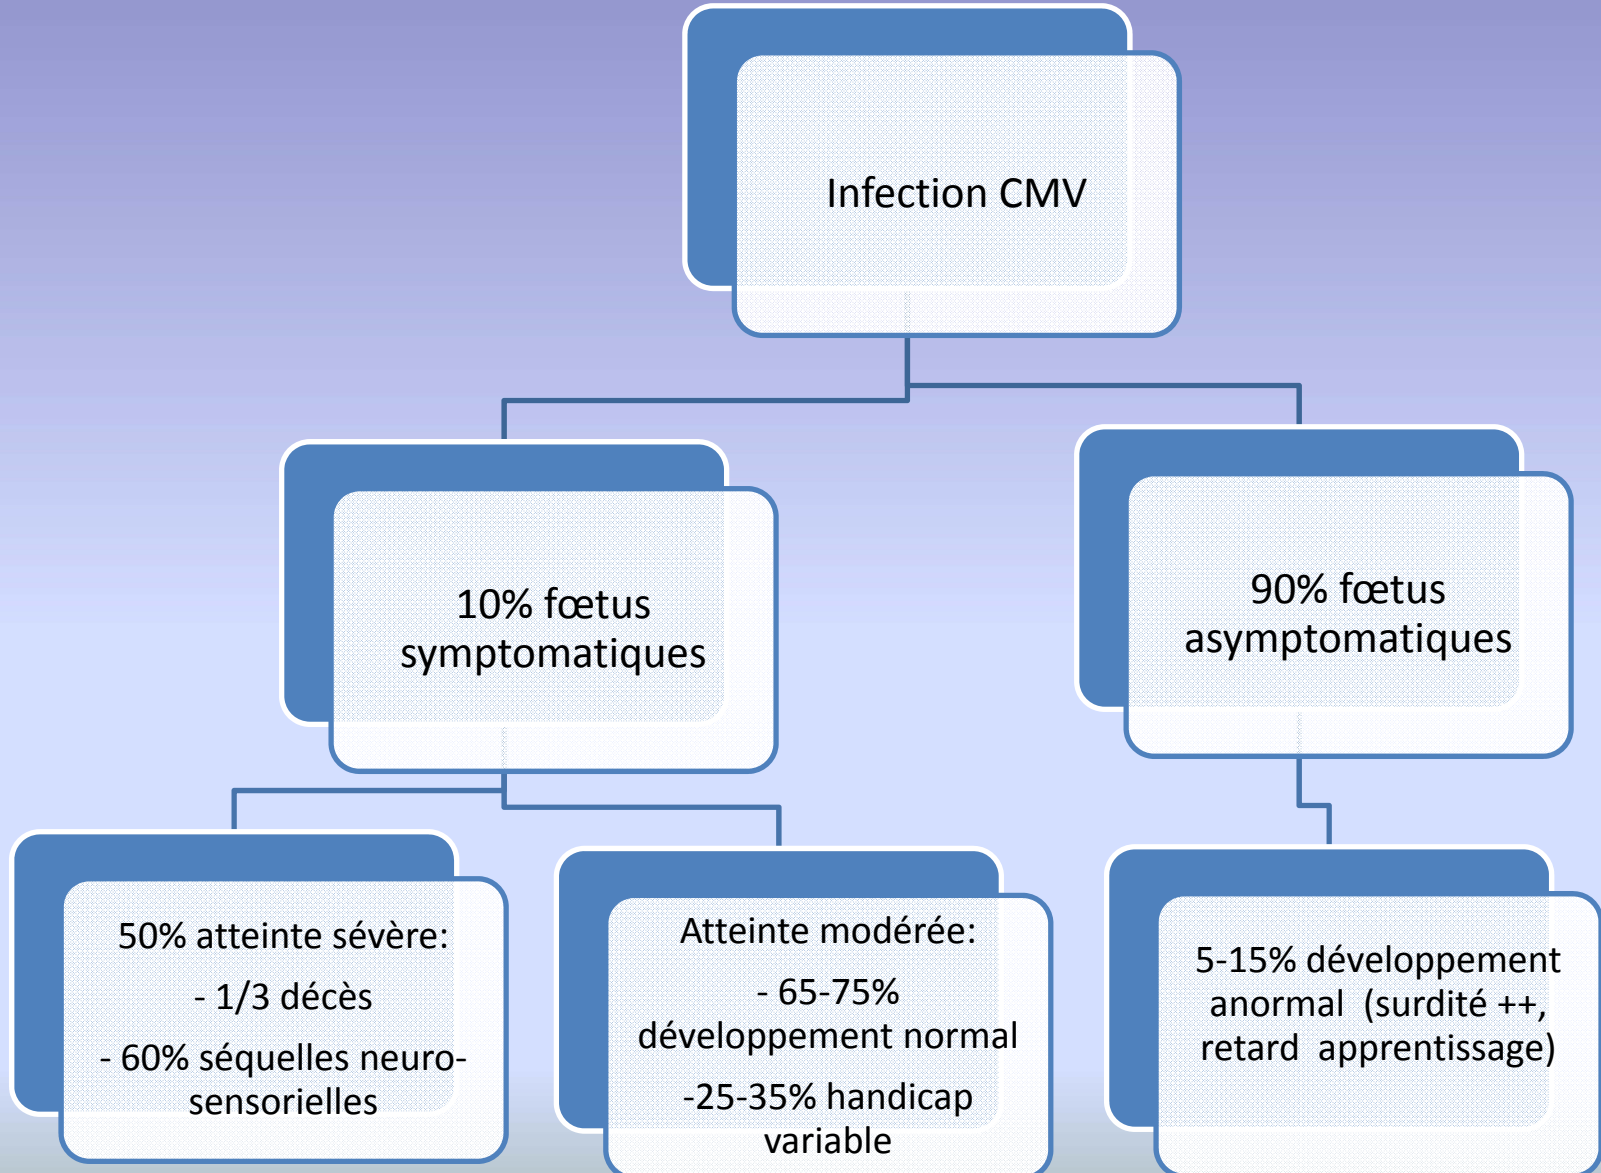 Infection CMV
10% fœtus
symptomatiques
90% fœtus
asymptomatiques
50% atteinte sévère:
- 1/3 décès
- 60% séquelles neuro-
sensorielles
Atteinte modérée:
- 65-75%
développement normal
-25-35% handicap
variable
5-15% développement
anormal (surdité ++,
retard apprentissage)